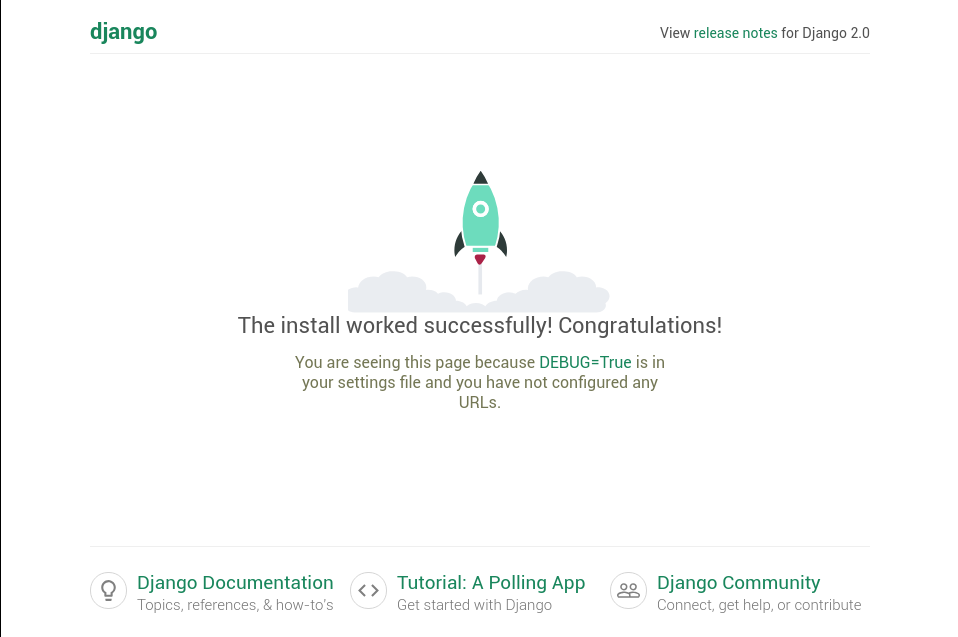 django
View release notes for Django 2.0
The install worked successfully! Congratulations!
You are seeing this page because DEBUG=True is in
your settings file and you have not configured any
URLs.
Django Documentation
Topics, references, & how-to's
Tutorial: A Polling App
Get started with Django
Django Community
Connect, get help, or contribute